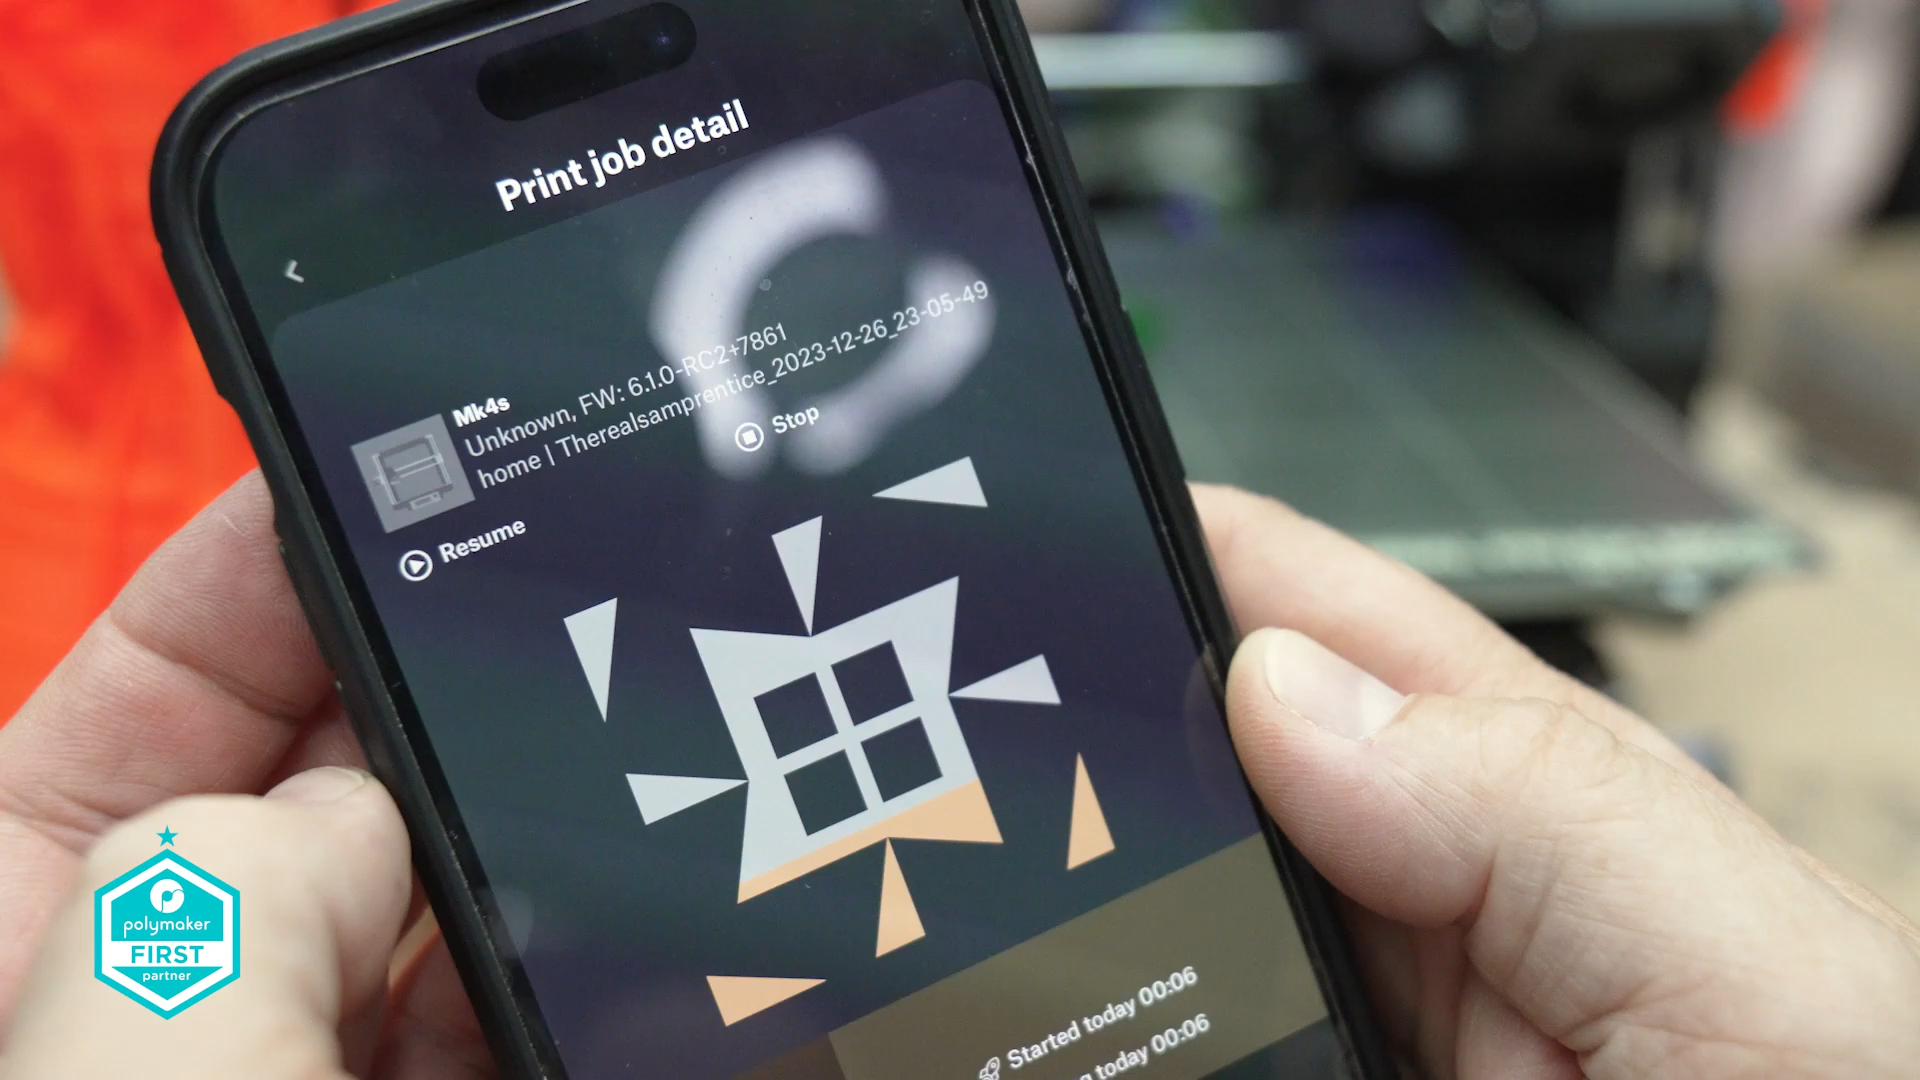 Print job detail
Mk4s
Unknown, FW: 6.1.0-RC2+7861
home | Therealsamprentice_2023-12-26_23-05-49
Resume
Stop
Started today 00:06
today 00:06
polymaker
FIRST
partner